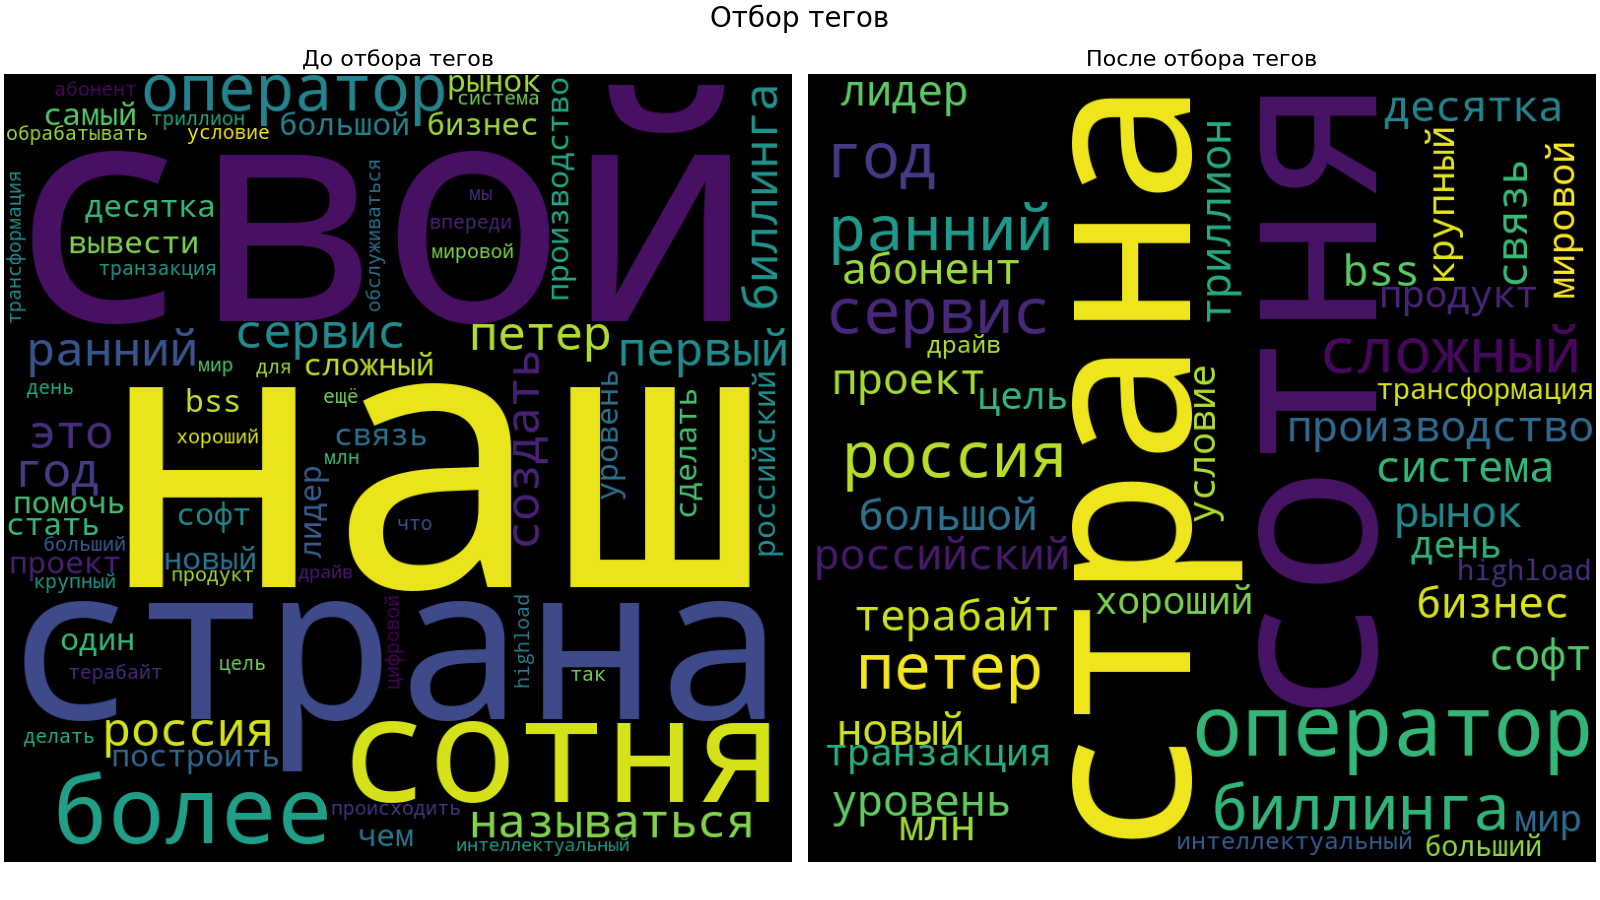 Отбор тегов
До отбора тегов
абонент
оператор
рынок
самый
триллион
система
обрабатывать
условие
большой
бизнес
производство
биллинга
свой
трансформация
десятка
вывести
транзакция
обслуживаться
мы
впереди
мировой
сервис
петер
ранний
мир
для
сложный
первый
день
bss
ещё
создать
уровень
сделать
российский
это
хороший
связь
наш
год
млн
лидер
помочь
стать
софт
что
больший
проект
новый
крупный
продукт
драйв
страна
один
терабайт
цель
цифровой
highload
так
россия
делать
построить
сотня
более
происходить
чем
называться
интеллектуальный
После отбора тегов
лидер
год
ранний
абонент
сервис
драйв
проект
цель
страна
триллион
сотня
десятка
крупный
связь
мировой
bss
продукт
сложный
трансформация
производство
условие
россия
система
большой
рынок
российский
день
highload
хороший
терабайт
бизнес
петер
софт
новый
транзакция
оператор
уровень
млн
биллинга
мир
интеллектуальный
больший